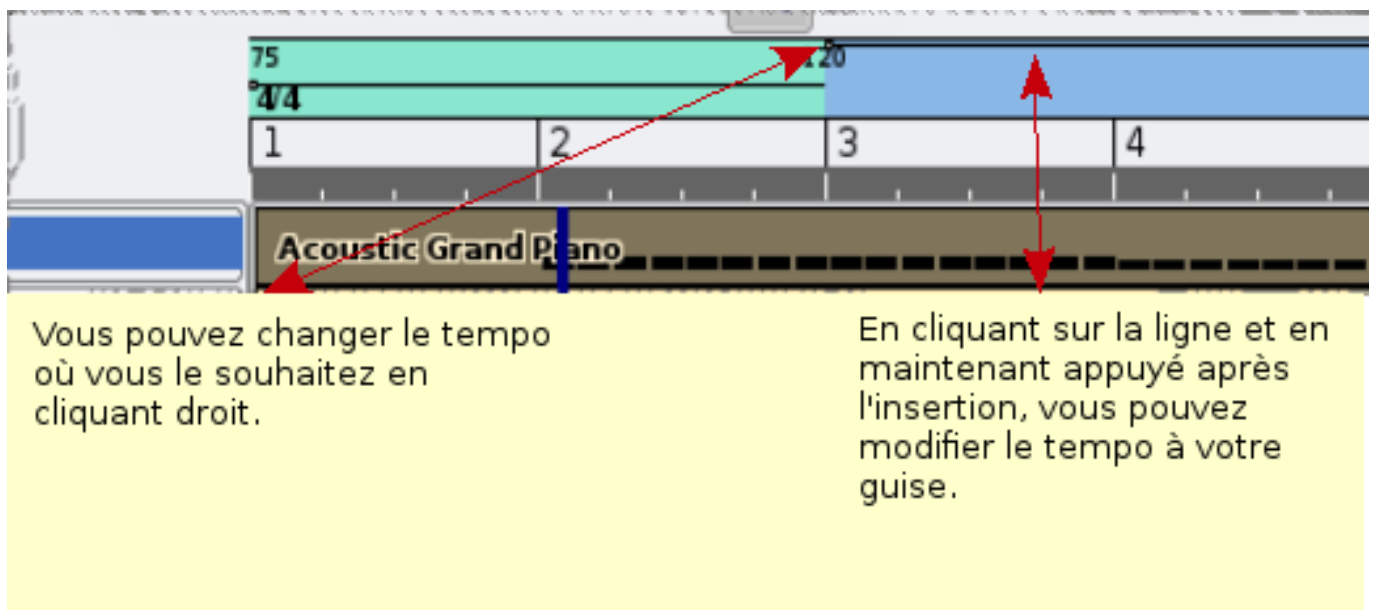 75
120
4/4
1
2
3
4
Acoustic Grand Piano
Vous pouvez changer le tempo
où vous le souhaitez en
cliquant droit.
En cliquant sur la ligne et en
maintenant appuyé après
l'insertion, vous pouvez
modifier le tempo à votre
guise.